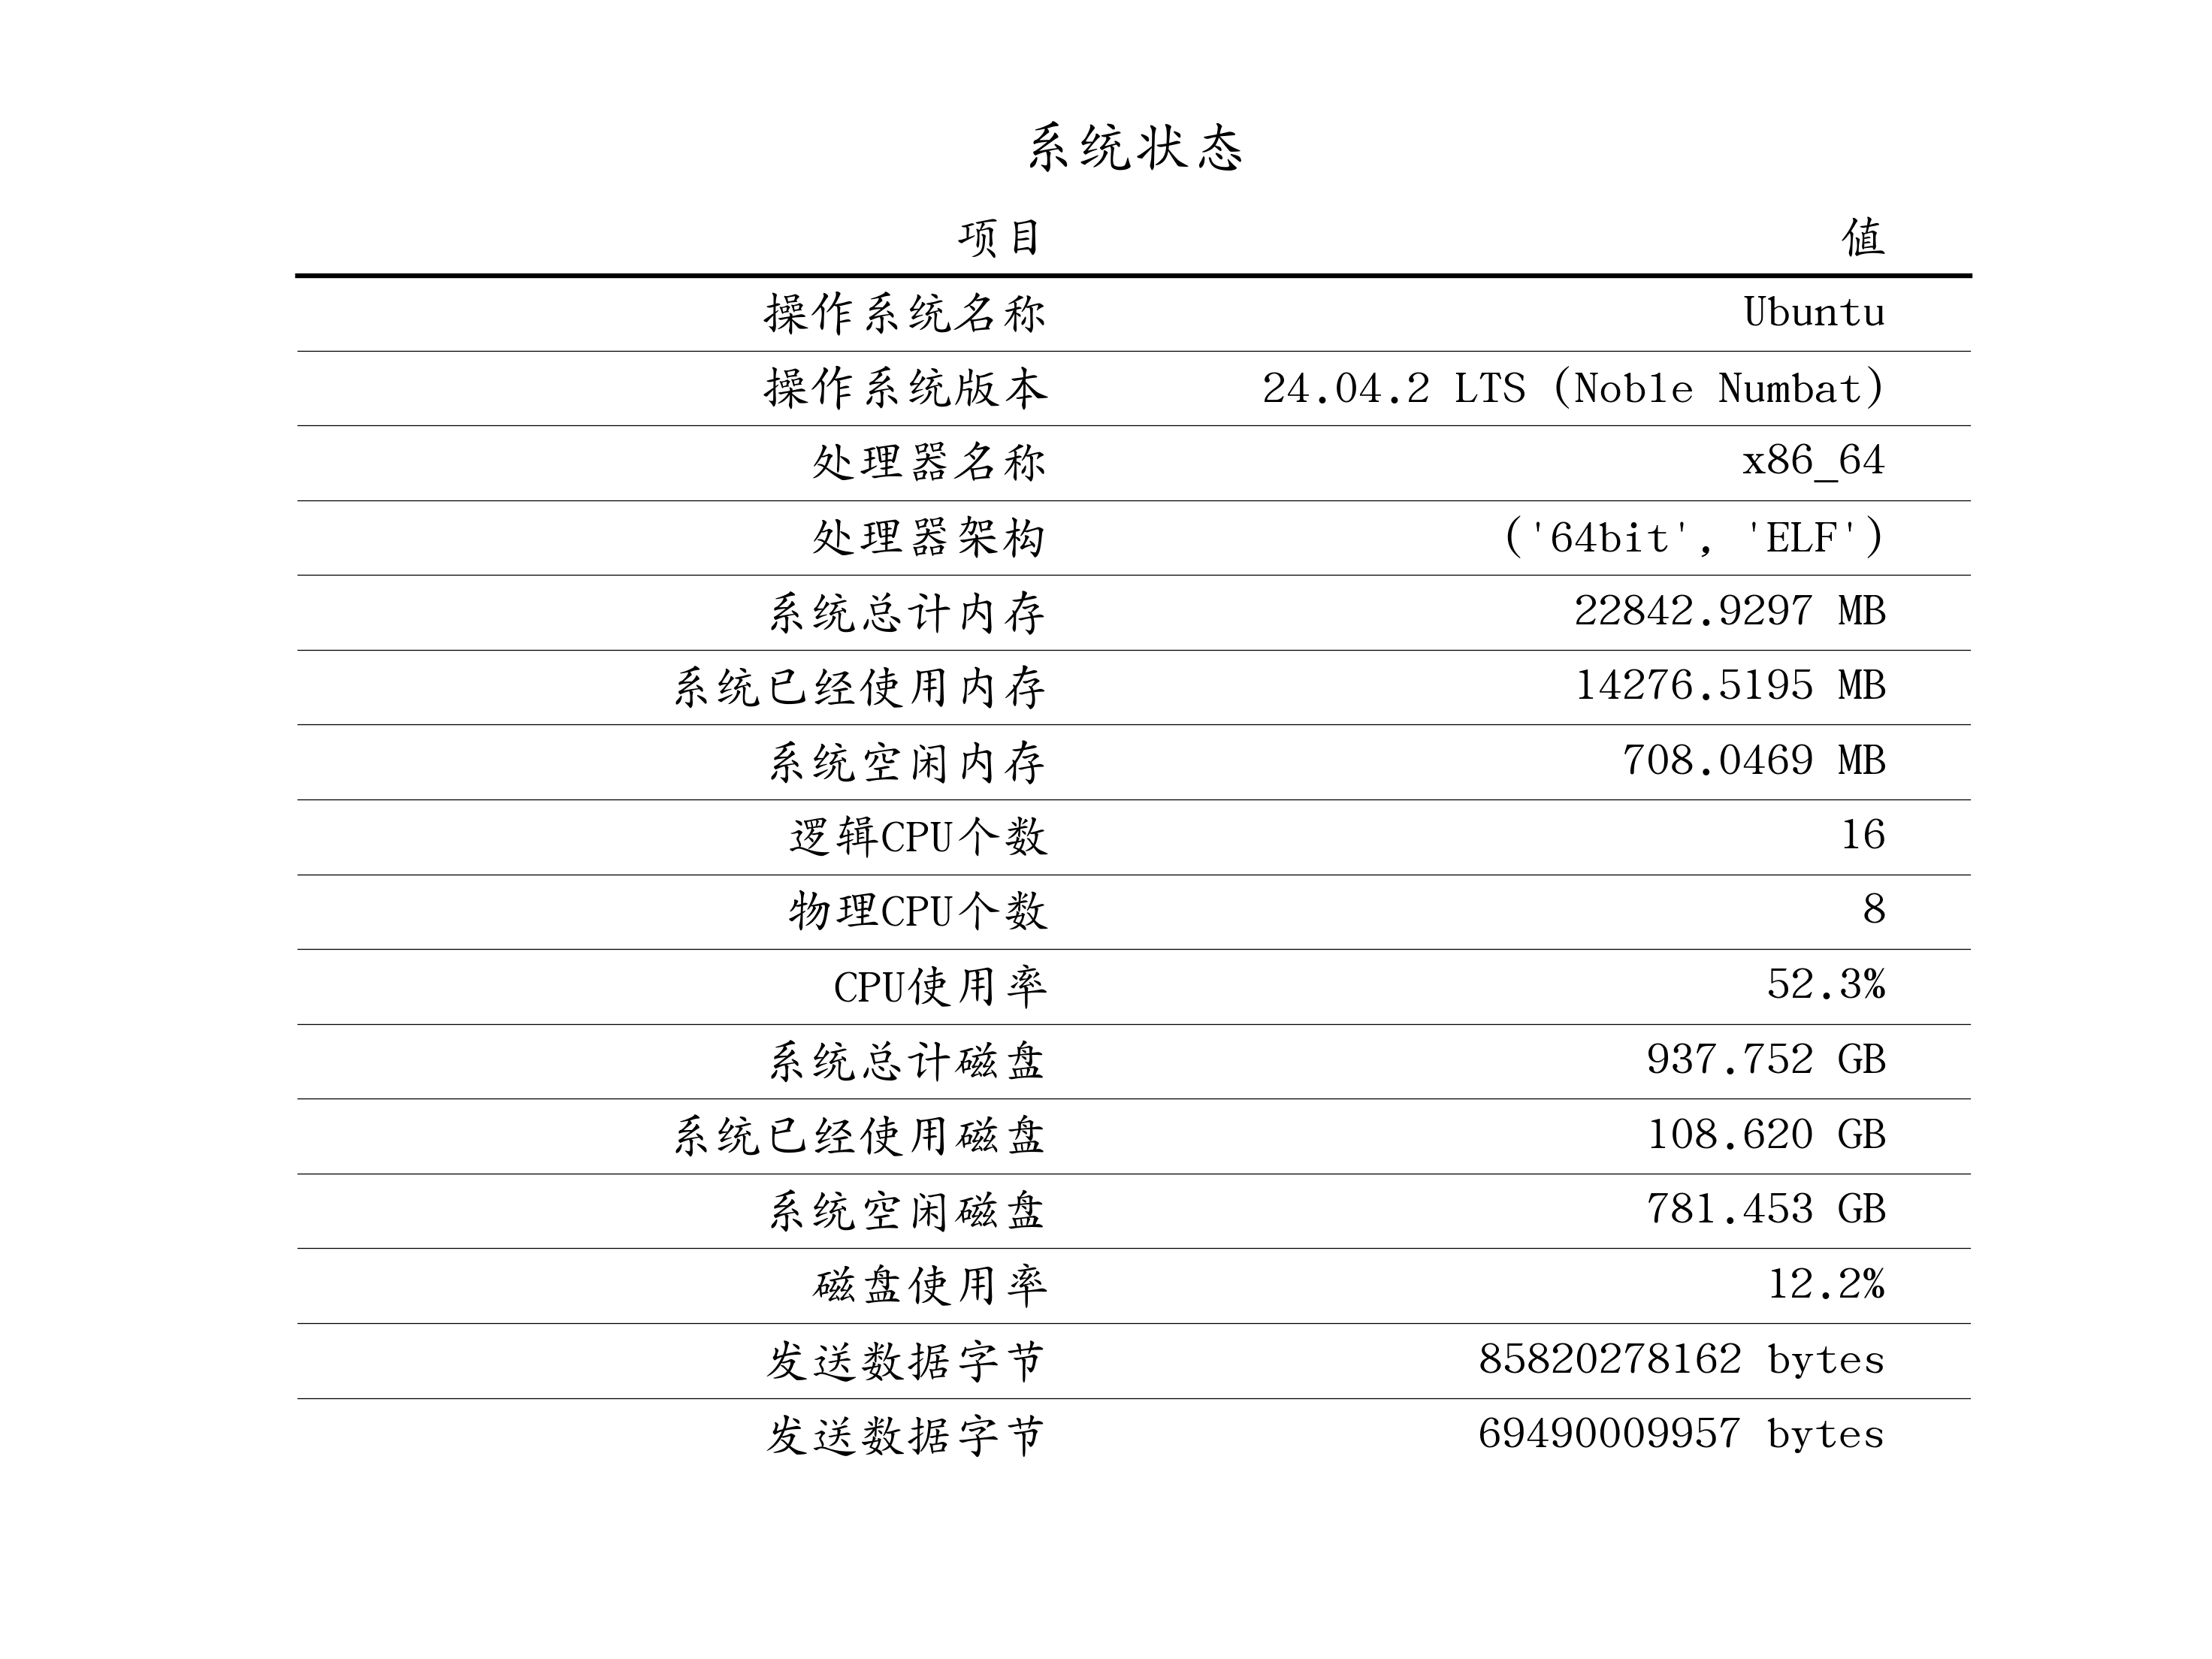 系统状态
项目 值
操作系统名称 Ubuntu
操作系统版本 24.04.2 LTS (Noble Numbat)
处理器名称 x86_64
处理器架构 ('64bit', 'ELF')
系统总计内存 22842.9297 MB
系统已经使用内存 14276.5195 MB
系统空闲内存 708.0469 MB
逻辑CPU个数 16
物理CPU个数 8
CPU使用率 52.3%
系统总计磁盘 937.752 GB
系统已经使用磁盘 108.620 GB
系统空闲磁盘 781.453 GB
磁盘使用率 12.2%
发送数据字节 85820278162 bytes
发送数据字节 69490009957 bytes